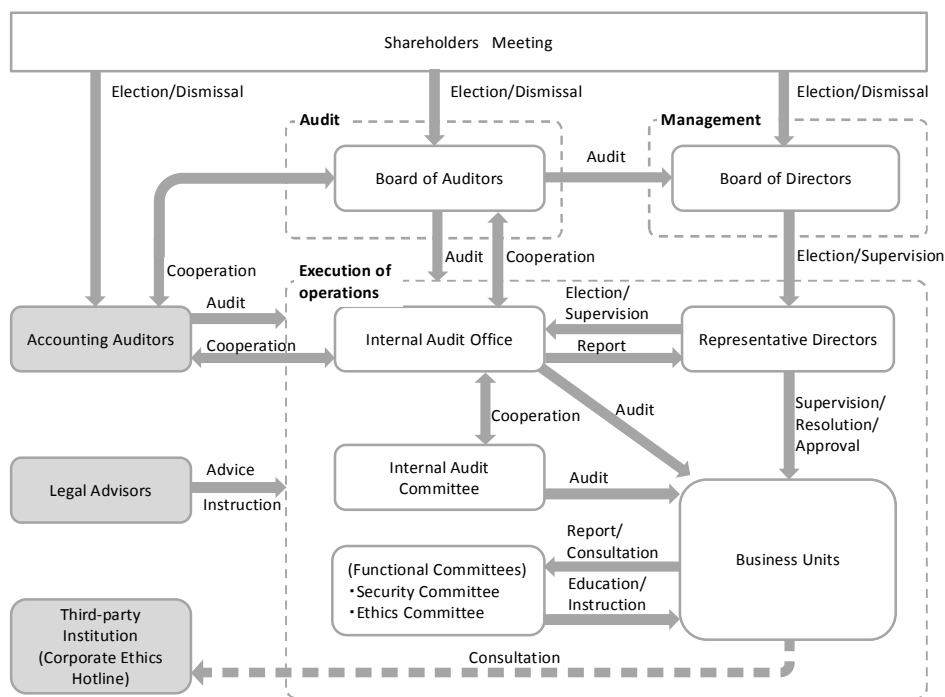 Shareholders Meeting
Election/Dismissal
Election/Dismissal
Election/Dismissal
Audit
Management
Board of Auditors
Audit
Board of Directors
Cooperation
Audit
Cooperation
Election/Supervision
Execution of
operations
Audit
Election/
Supervision
Accounting Auditors
Internal Audit Office
Representative Directors
Cooperation
Report
Cooperation
Audit
Supervision/
Resolution/
Approval
Legal Advisors
Advice
Instruction
Internal Audit
Committee
Audit
Business Units
Report/
Consultation
(Functional Committees)
・Security Committee
・Ethics Committee
Education/
Instruction
Third-party
Institution
(Corporate Ethics
Hotline)
Consultation